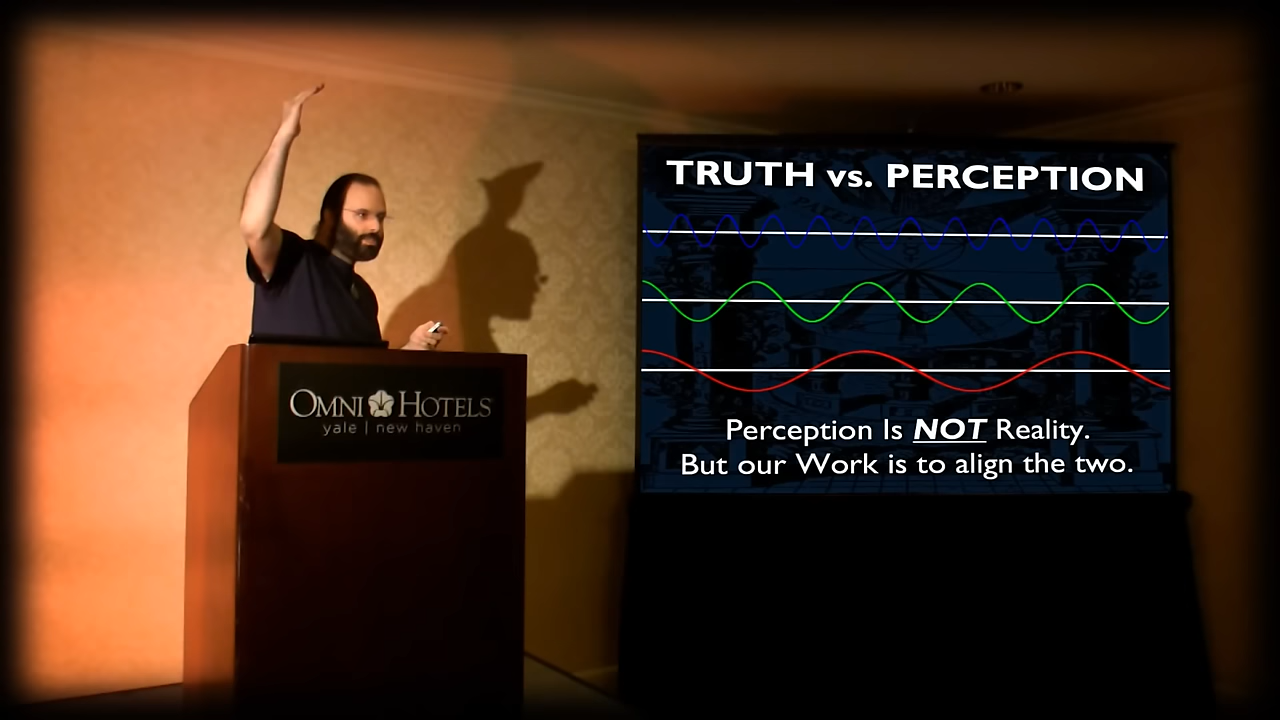 OMNI HOTELS
yale | new haven
TRUTH vs. PERCEPTION
Perception Is NOT Reality.
But our Work is to align the two.